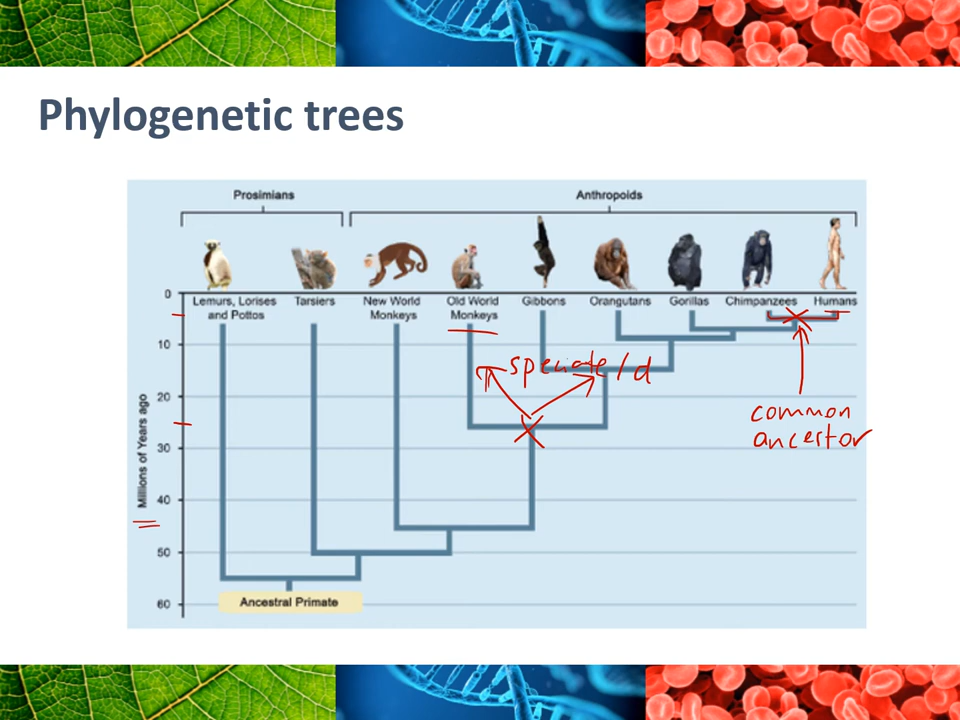 Phylogenetic trees
Prosimians
Anthropoids
Lemurs, Lorises and Pottos
Tarsiers
New World Monkeys
Old World Monkeys
Gibbons
Orangutans
Gorillas
Chimpanzees
Humans
Millions of Years ago
0
10
20
30
40
50
60
speciate/d
common
ancestor
Ancestral Primate